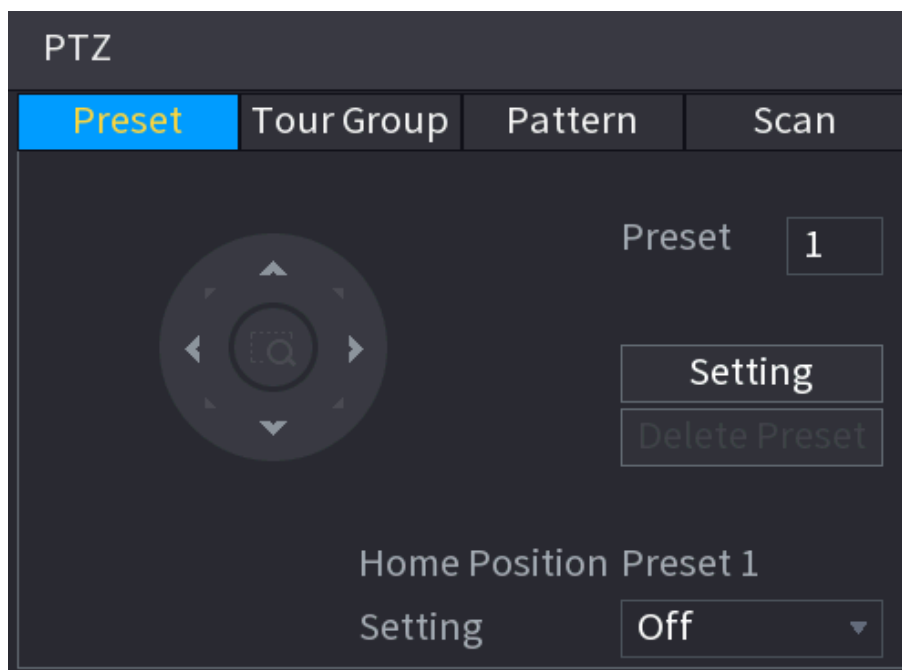 PTZ
Preset Tour Group Pattern Scan
Preset 1
Setting
Delete Preset
Home Position Preset 1
Setting Off